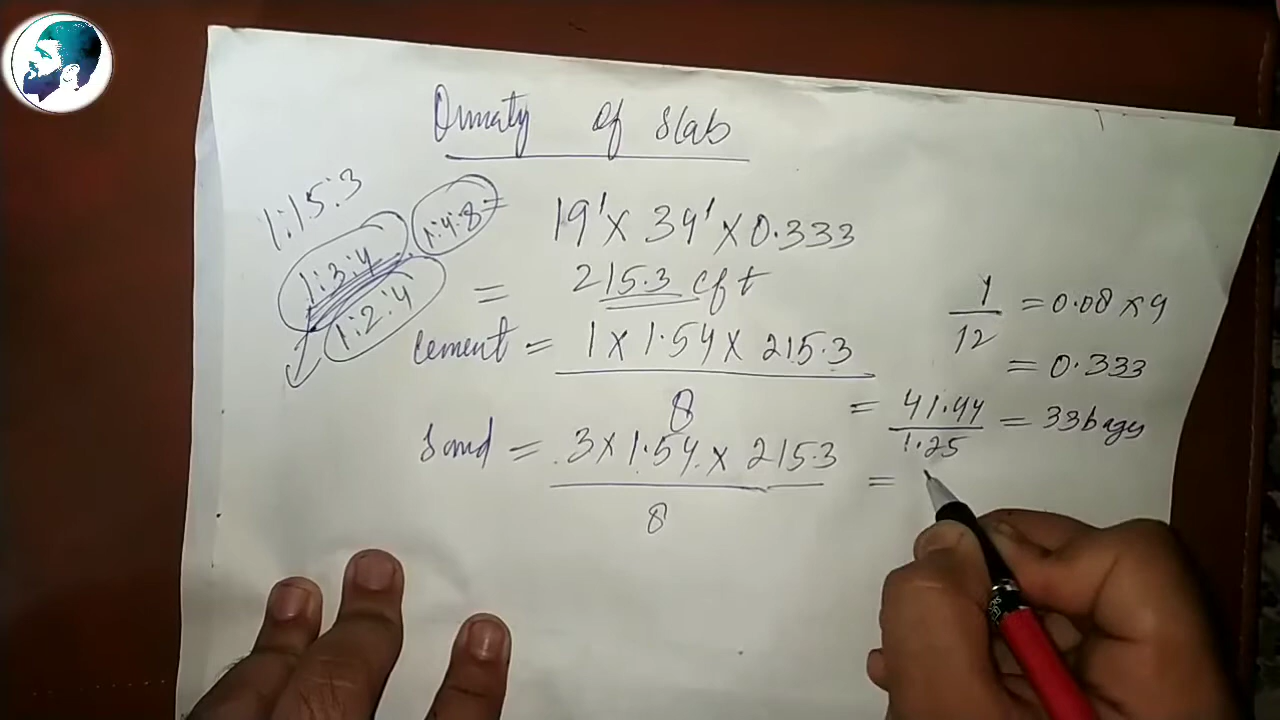 Qunaty of slab
1:1.5:3
1:4:8 = 19' x 34' x 0.333
1:3:4
1:2:4
= 215.3 cft
4/12 = 0.08 x 4
= 0.333
cement = 1 x 1.54 x 215.3 / 8
= 41.44 / 1.25 = 33 bags
Sand = 3 x 1.54 x 215.3 / 8 =